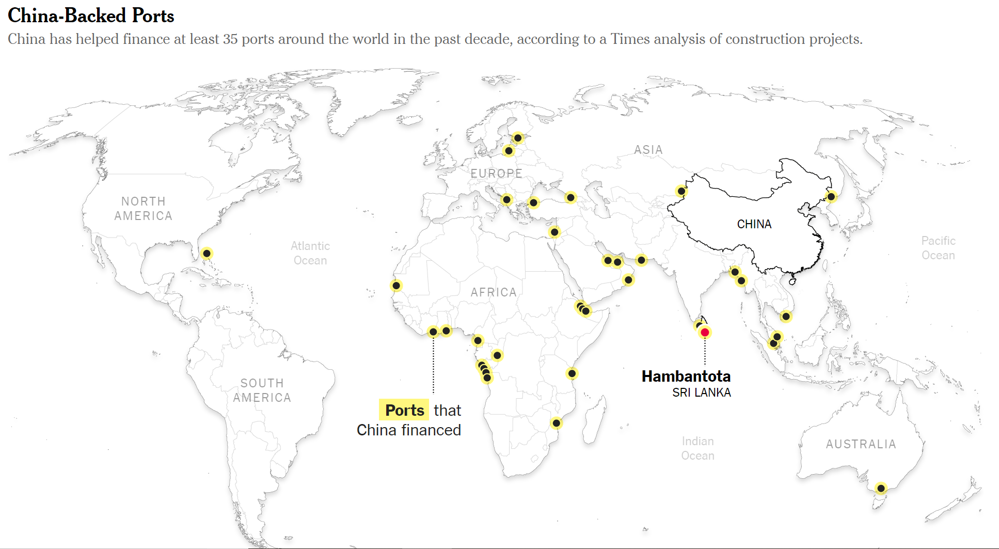 China-Backed Ports
China has helped finance at least 35 ports around the world in the past decade, according to a Times analysis of construction projects.
ASIA
EUROPE
NORTH
AMERICA
CHINA
Atlantic
Ocean
Pacific
Ocean
AFRICA
Hambantota
SRI LANKA
SOUTH
AMERICA
Ports that
China financed
Indian
Ocean
AUSTRALIA